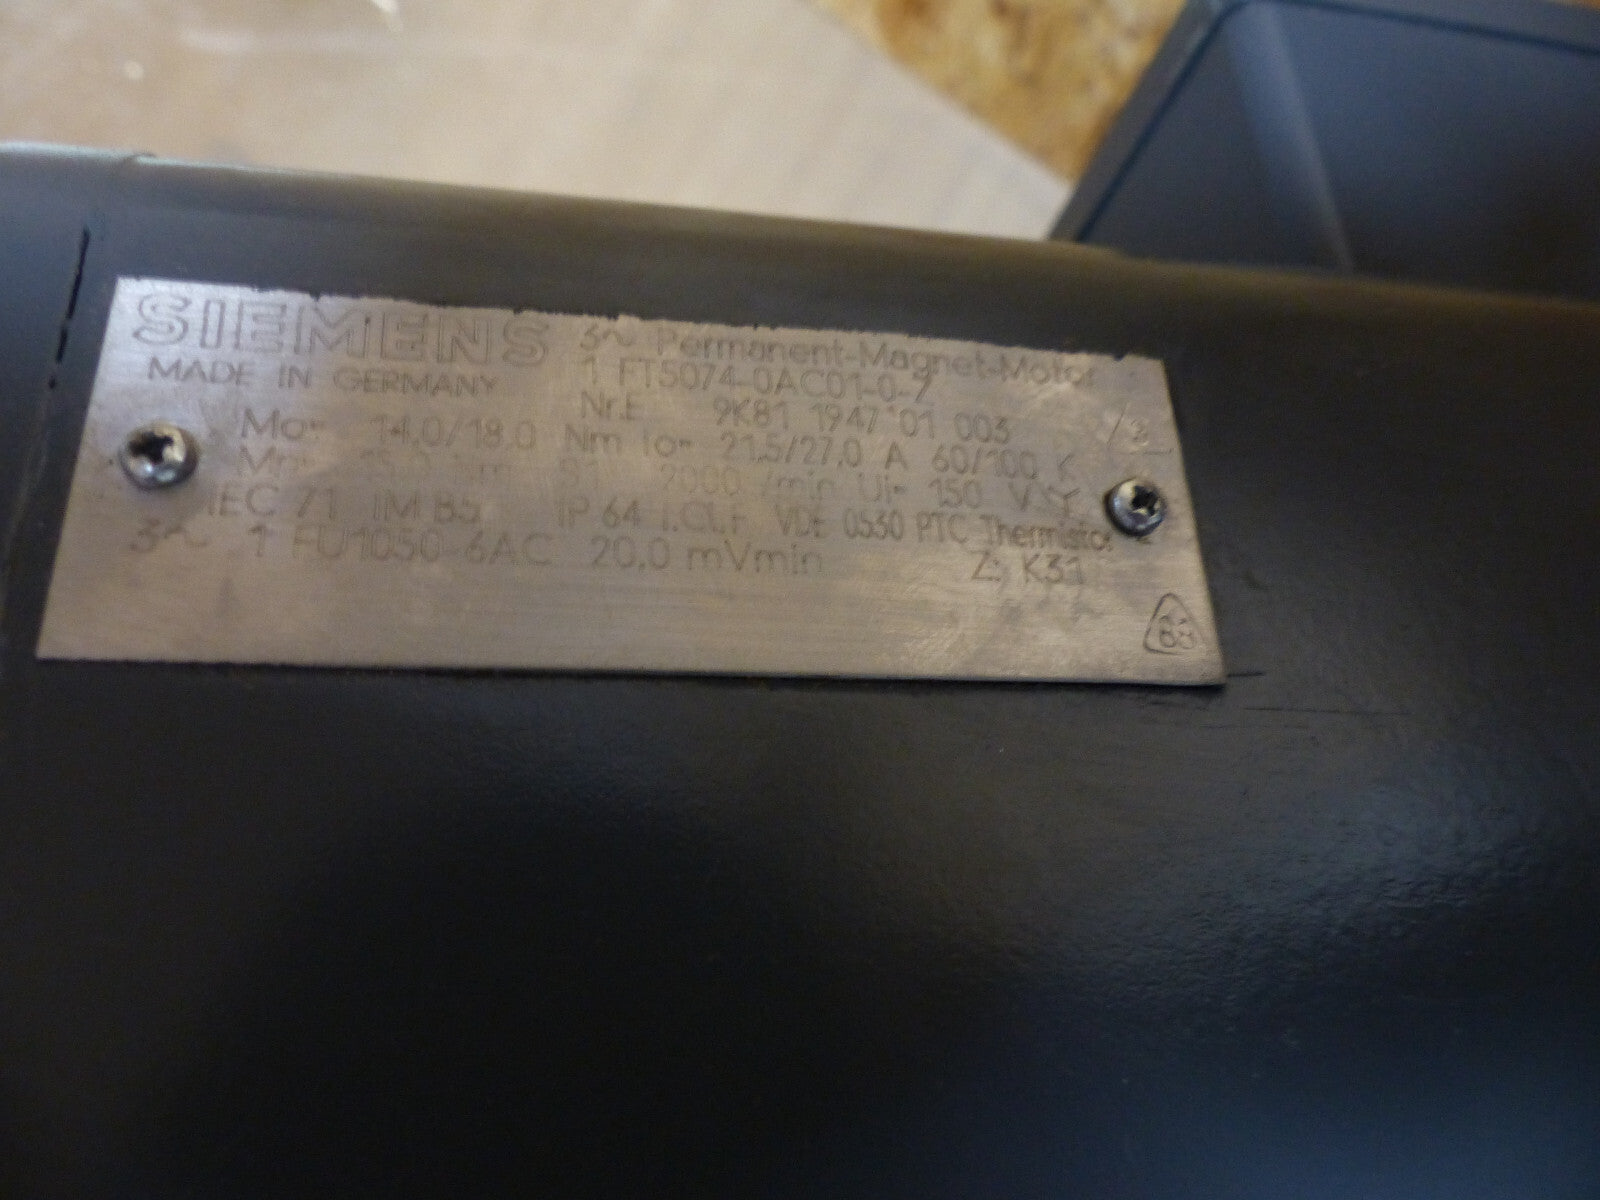 SIEMENS 3~ Permanent-Magnet-Motor
MADE IN GERMANY 1 FT5074-0AC01-0-Z
Nr.E 9K81 1947 01 003
Mo= 14.0/18.0 Nm Io= 21.5/27.0 A 60/100 K
2000 /min Ui= 150 V Y
IEC 71 IM B5 IP 64 I.Cl.F VDE 0530 PTC Thermistor
3~ 1 FU1050-6AC 20.0 mVmin Z: K31